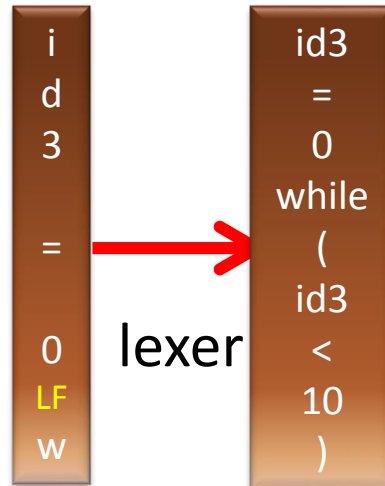 i
d
3
=
0
LF
w
lexer
id3
=
0
while
(
id3
<
10
)